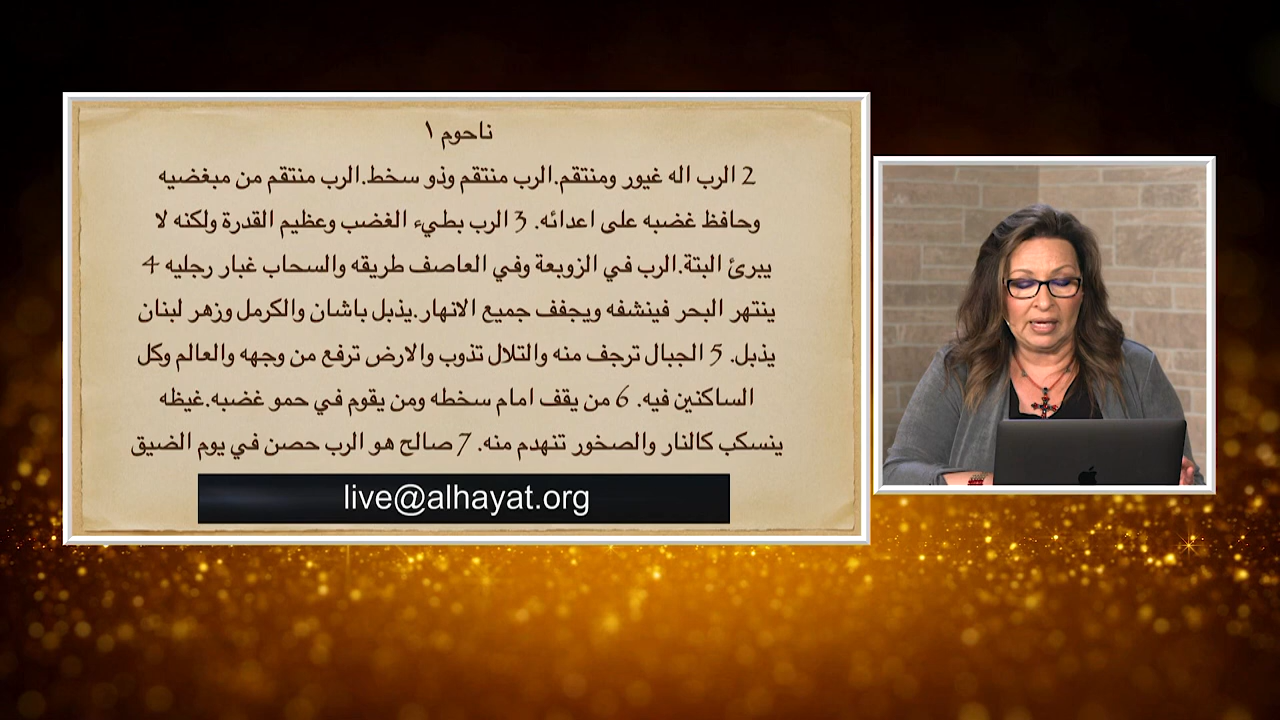 ناحوم ١
2 الرب اله غيور ومنتقم.الرب منتقم وذو سخط.الرب منتقم من مبغضيه
وحافظ غضبه على اعدائه. 3 الرب بطيء الغضب وعظيم القدرة ولكنه لا
يبرئ البتة.الرب في الزوبعة وفي العاصف طريقه والسحاب غبار رجليه 4
ينتهر البحر فينشفه ويجفف جميع الانهار.يذبل باشان والكرمل وزهر لبنان
يذبل. 5 الجبال ترجف منه والتلال تذوب والارض ترفع من وجهه والعالم وكل
الساكنين فيه. 6 من يقف امام سخطه ومن يقوم في حمو غضبه.غيظه
ينسكب كالنار والصخور تنهدم منه. 7 صالح هو الرب حصن في يوم الضيق
live@alhayat.org